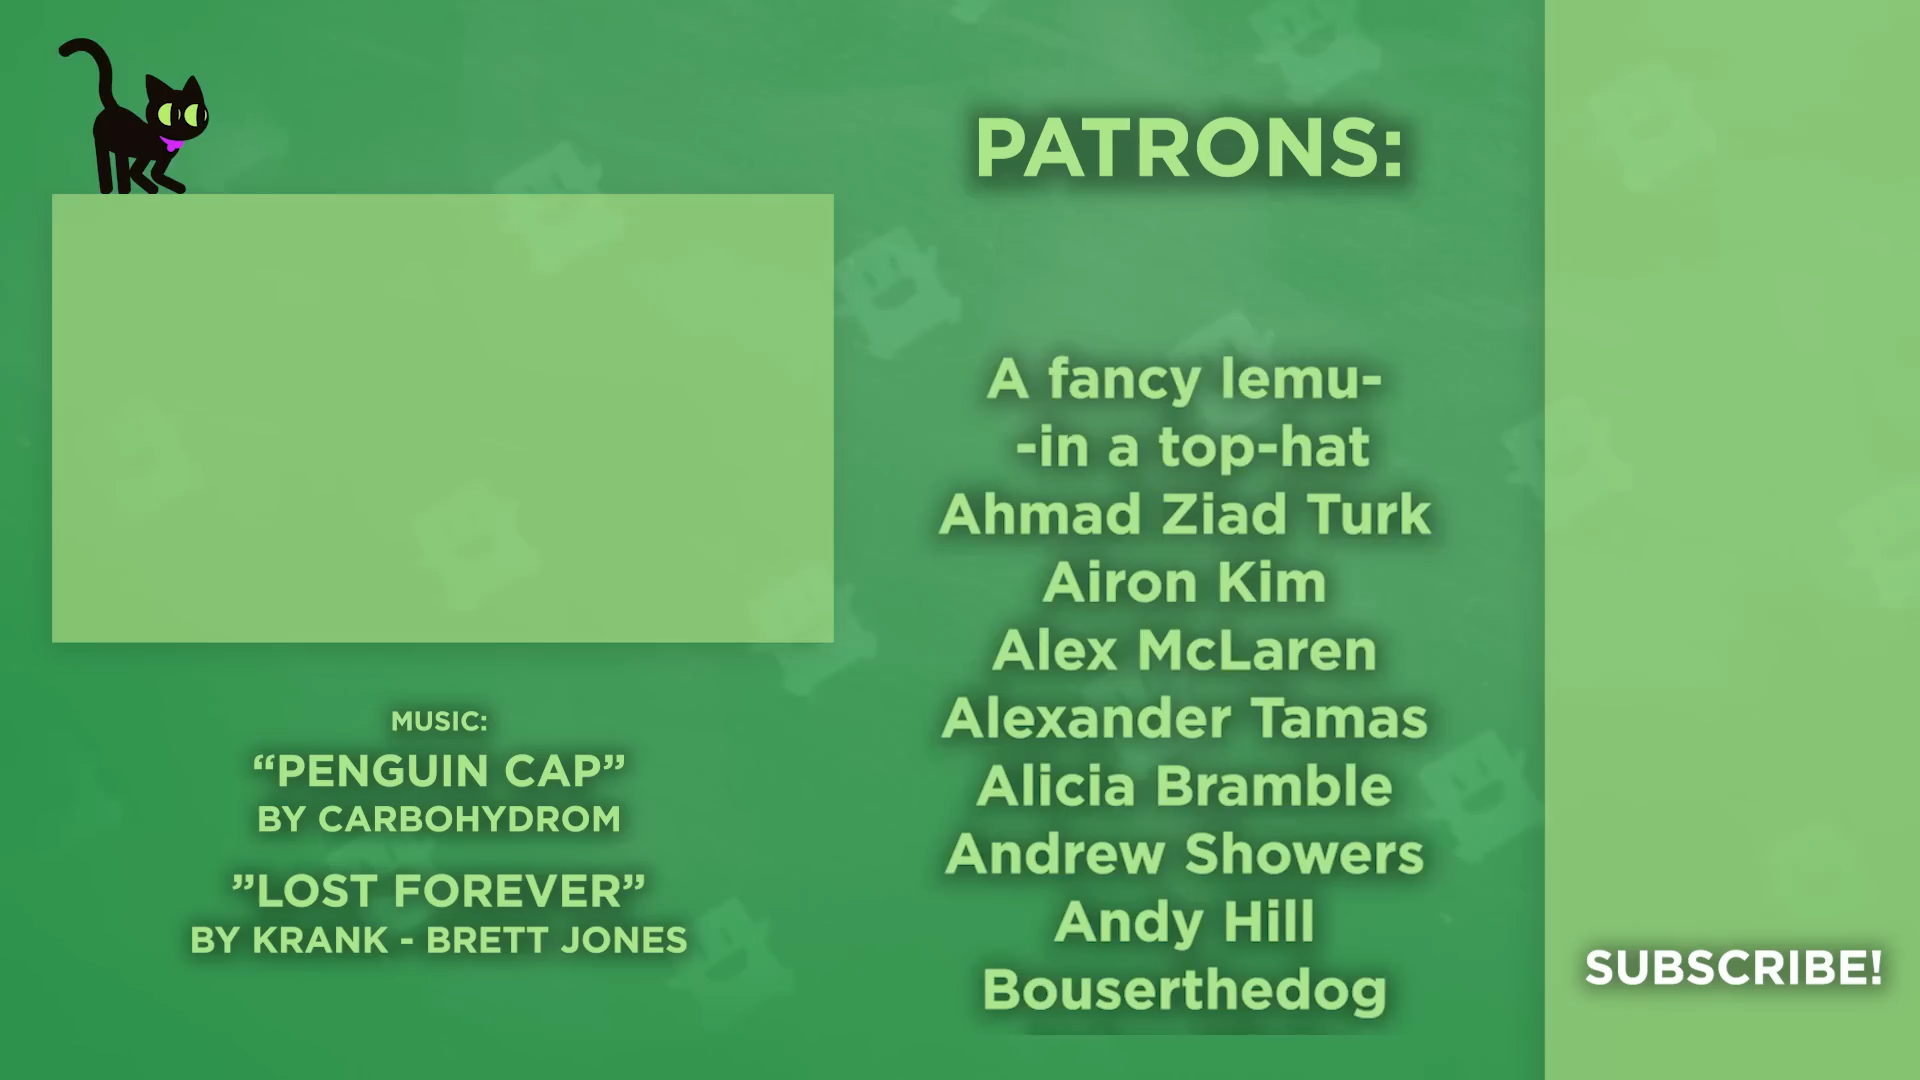 PATRONS:
A fancy lemu-
-in a top-hat
Ahmad Ziad Turk
Airon Kim
Alex McLaren
Alexander Tamas
Alicia Bramble
Andrew Showers
Andy Hill
Bouserthedog
MUSIC:
“PENGUIN CAP”
BY CARBOHYDROM
”LOST FOREVER”
BY KRANK - BRETT JONES
SUBSCRIBE!